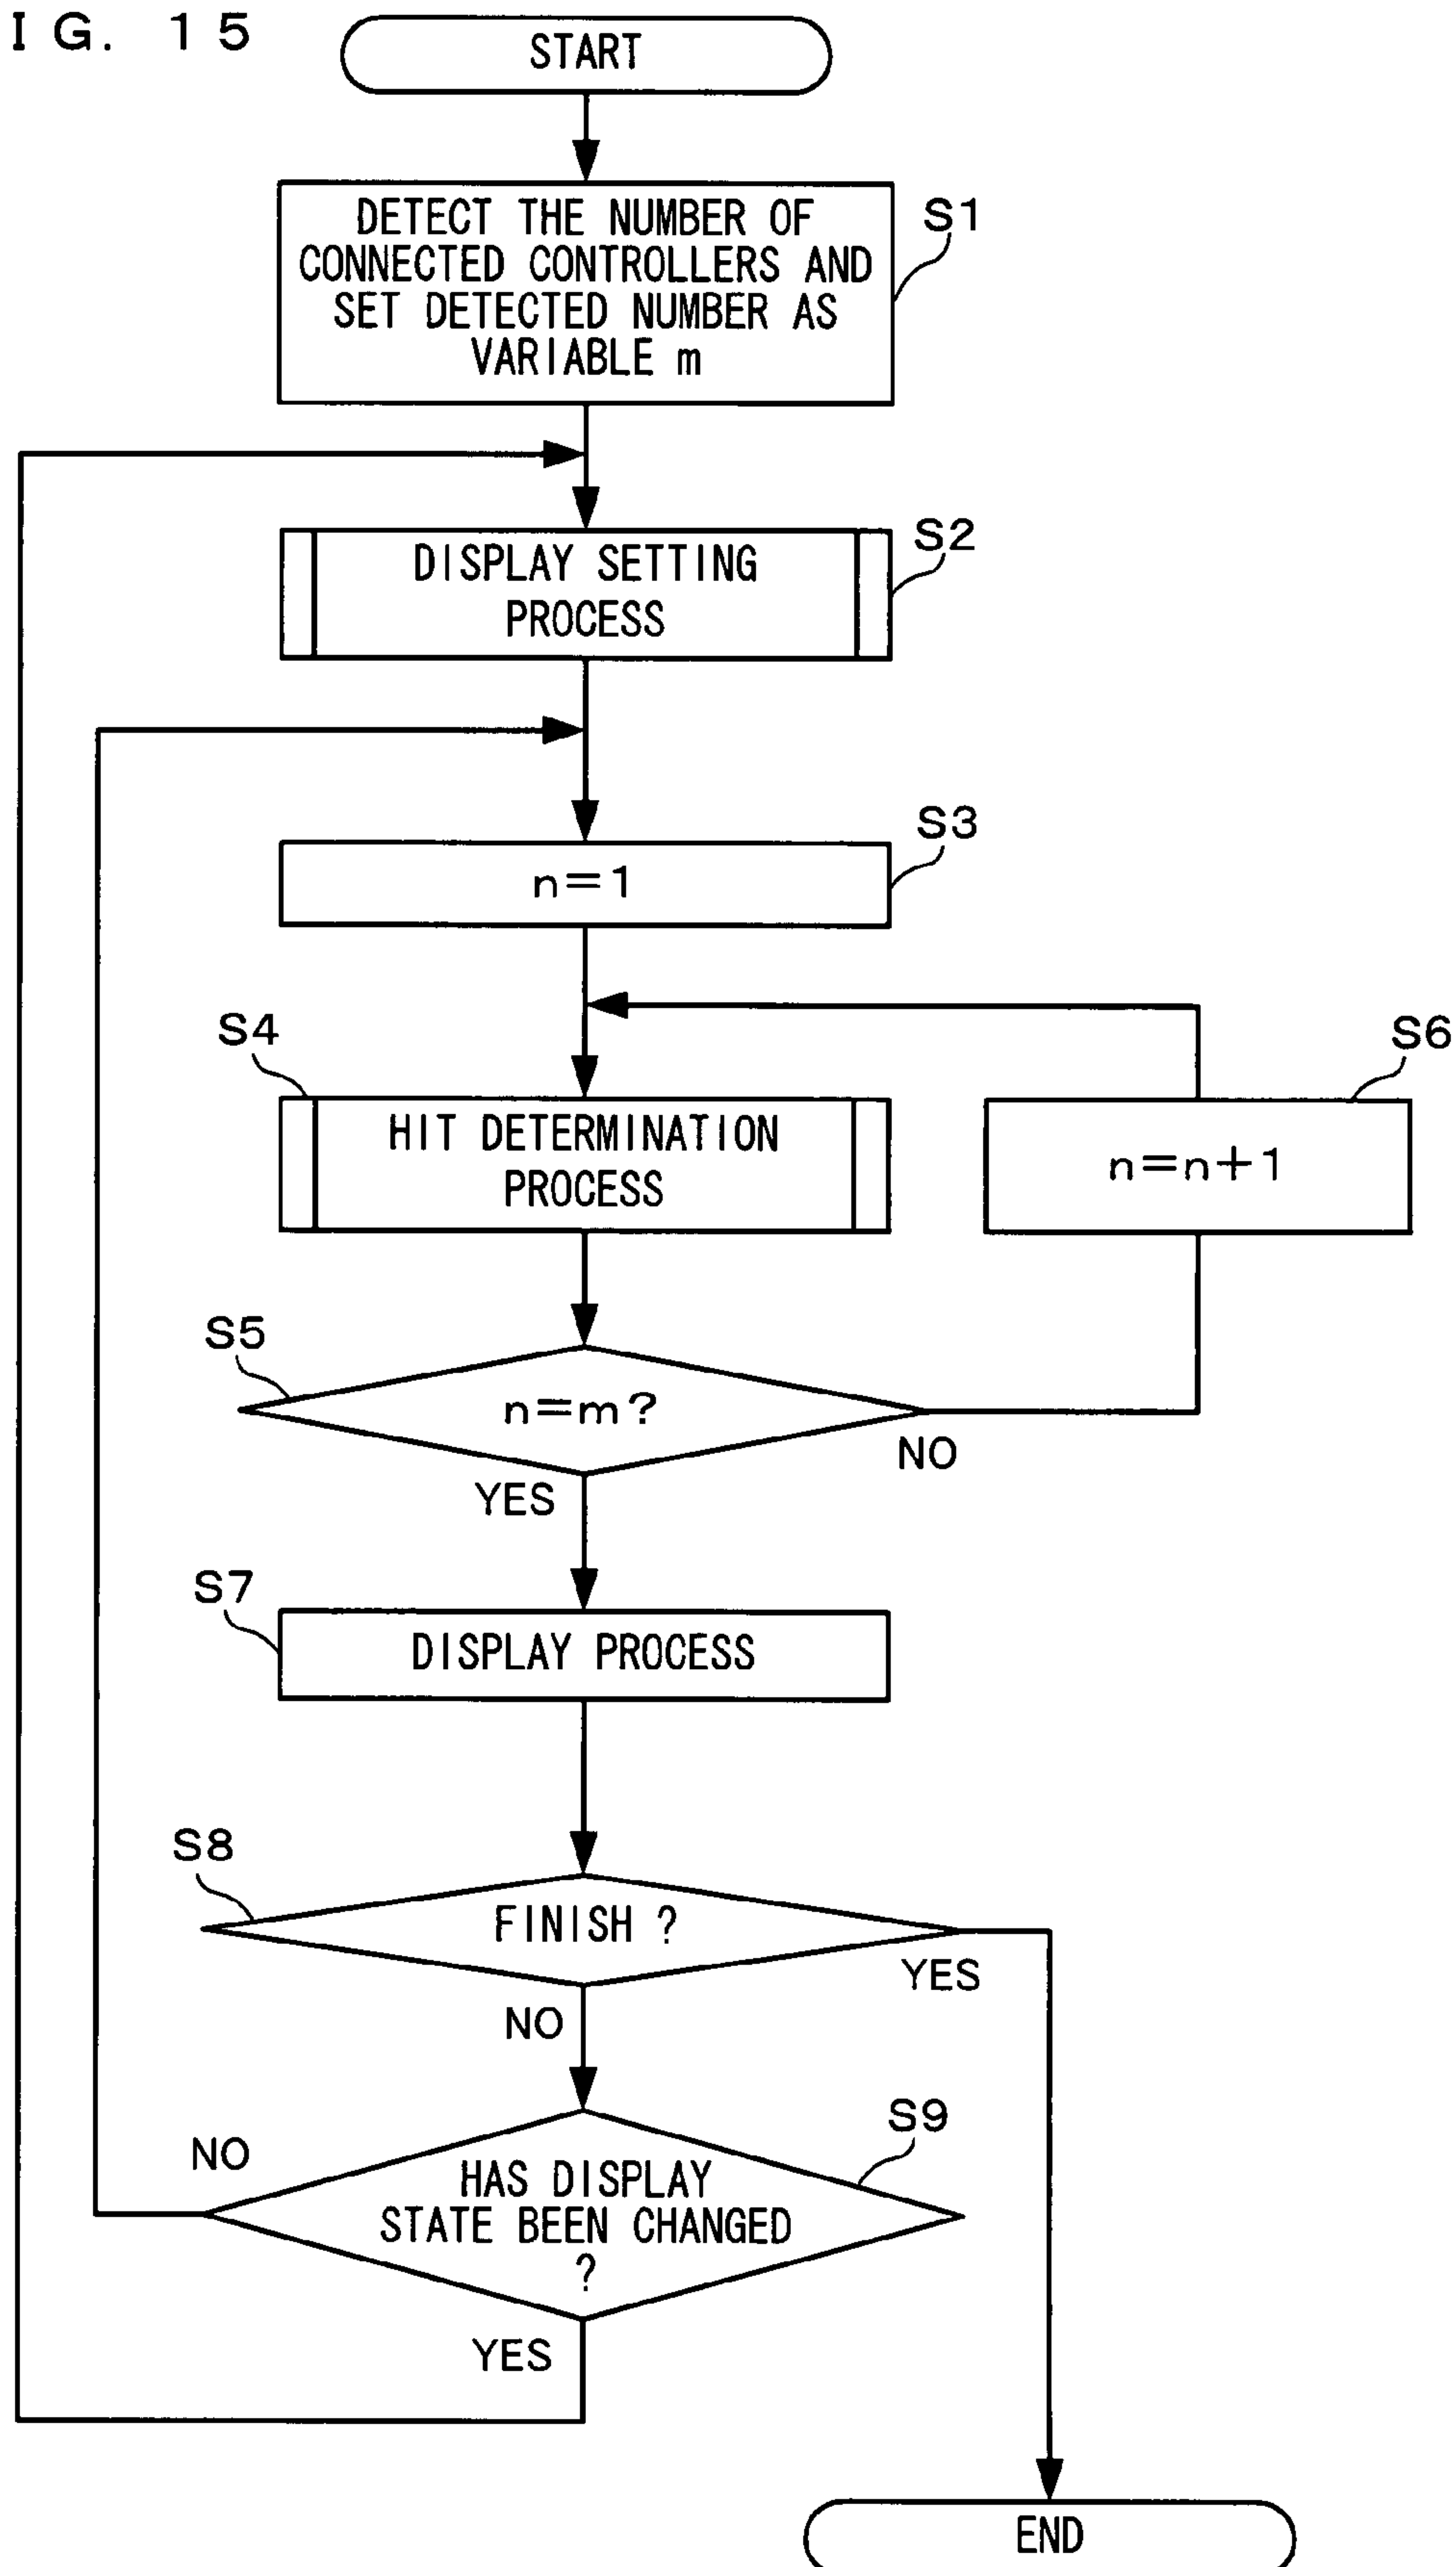 IG. 15
START
DETECT THE NUMBER OF
CONNECTED CONTROLLERS AND
SET DETECTED NUMBER AS
VARIABLE m
S1
DISPLAY SETTING
PROCESS
S2
n=1
S3
S4
HIT DETERMINATION
PROCESS
S6
n=n+1
S5
n=m?
NO
YES
S7
DISPLAY PROCESS
S8
FINISH ?
YES
NO
S9
NO
HAS DISPLAY
STATE BEEN CHANGED
?
YES
END